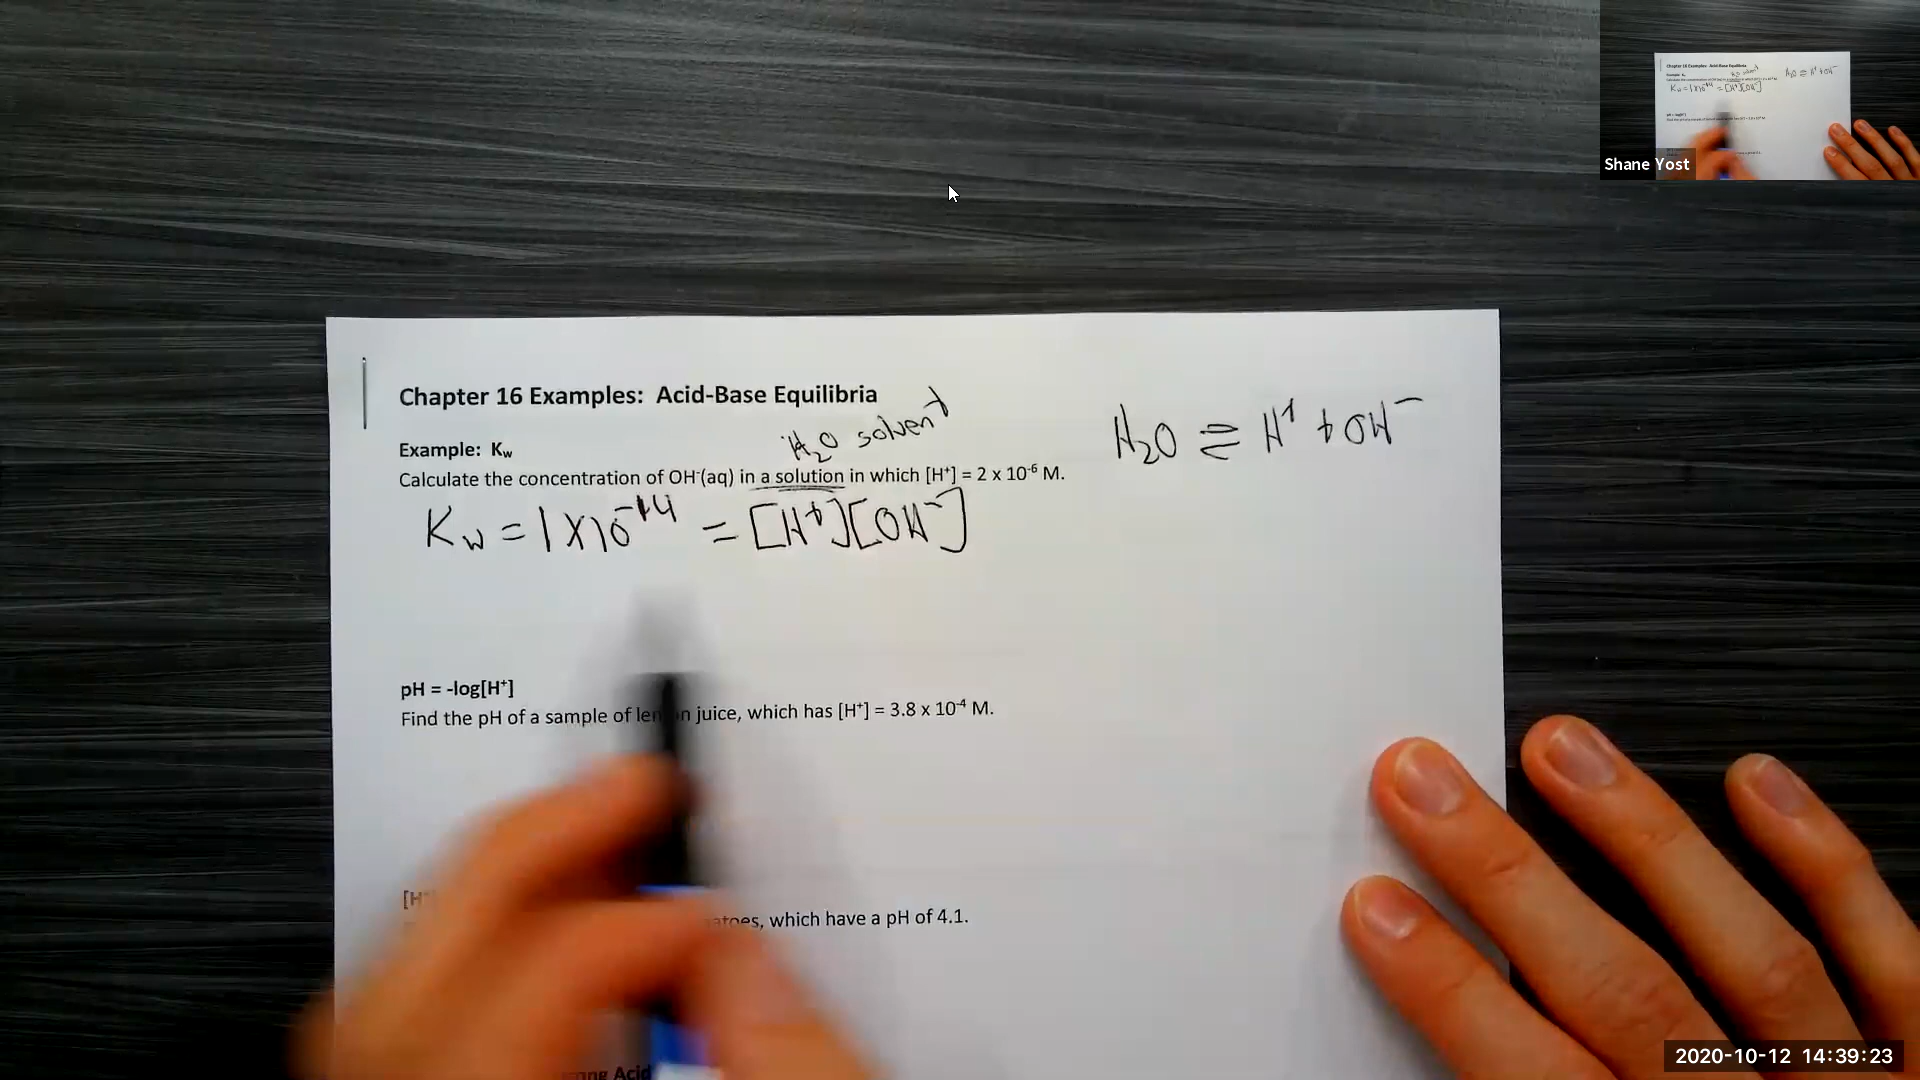 Chapter 16 Examples: Acid-Base Equilibria
H₂O ⇌ H⁺ + OH⁻
H₂O solvent
Example: Kw
Calculate the concentration of OH⁻(aq) in a solution in which [H⁺] = 2 x 10⁻⁶ M.
Kw = 1 x 10⁻¹⁴ = [H⁺][OH⁻]
pH = -log[H⁺]
Find the pH of a sample of lemon juice, which has [H⁺] = 3.8 x 10⁻⁴ M.
which have a pH of 4.1.
Acid
Shane Yost
2020-10-12 14:39:23